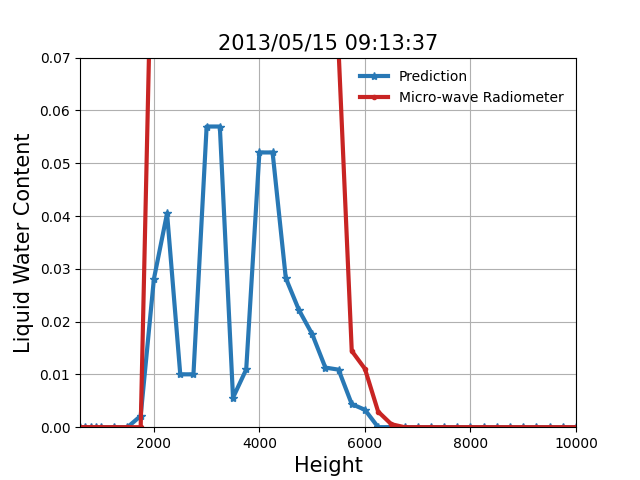 2013/05/15 09:13:37
Prediction
Micro-wave Radiometer
Liquid Water Content
0.07
0.06
0.05
0.04
0.03
0.02
0.01
0.00
2000 4000 6000 8000 10000
Height